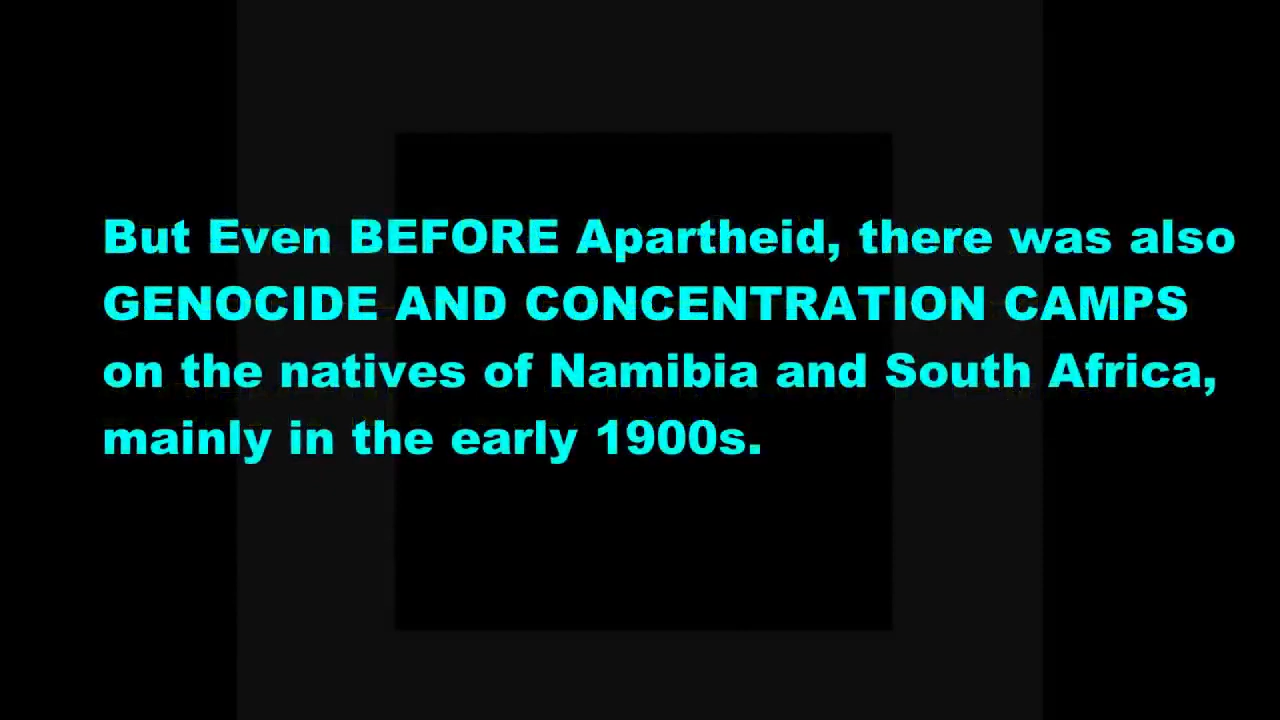 But Even BEFORE Apartheid, there was also
GENOCIDE AND CONCENTRATION CAMPS
on the natives of Namibia and South Africa,
mainly in the early 1900s.